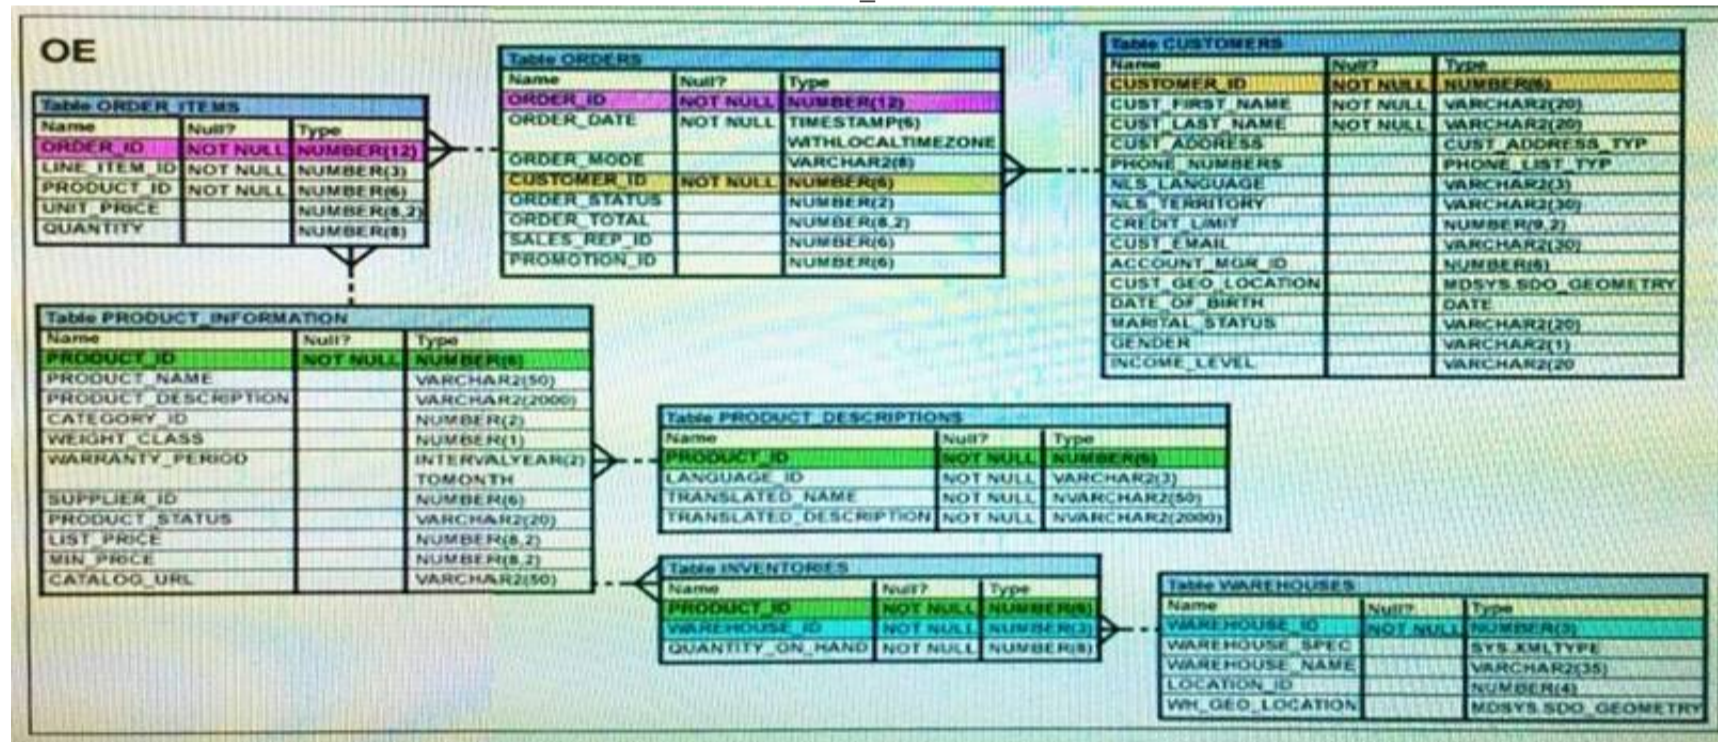 OE
Table ORDER_ITEMS
Name Null? Type
ORDER_ID NOT NULL NUMBER(12)
LINE_ITEM_ID NOT NULL NUMBER(3)
PRODUCT_ID NOT NULL NUMBER(6)
UNIT_PRICE NUMBER(8,2)
QUANTITY NUMBER(8)
Table ORDERS
Name Null? Type
ORDER_ID NOT NULL NUMBER(12)
ORDER_DATE NOT NULL TIMESTAMP(6)
WITHLOCALTIMEZONE
ORDER_MODE VARCHAR2(8)
CUSTOMER_ID NOT NULL NUMBER(6)
ORDER_STATUS NUMBER(2)
ORDER_TOTAL NUMBER(8,2)
SALES_REP_ID NUMBER(6)
PROMOTION_ID NUMBER(6)
Table CUSTOMERS
Name Null? Type
CUSTOMER_ID NOT NULL NUMBER(6)
CUST_FIRST_NAME NOT NULL VARCHAR2(20)
CUST_LAST_NAME NOT NULL VARCHAR2(20)
CUST_ADDRESS CUST_ADDRESS_TYP
PHONE_NUMBERS PHONE_LIST_TYP
NLS_LANGUAGE VARCHAR2(3)
NLS_TERRITORY VARCHAR2(30)
CREDIT_LIMIT NUMBER(9,2)
CUST_EMAIL VARCHAR2(30)
ACCOUNT_MGR_ID NUMBER(6)
CUST_GEO_LOCATION MDSYS.SDO_GEOMETRY
DATE_OF_BIRTH DATE
MARITAL_STATUS VARCHAR2(20)
GENDER VARCHAR2(1)
INCOME_LEVEL VARCHAR2(20
Table PRODUCT_INFORMATION
Name Null? Type
PRODUCT_ID NOT NULL NUMBER(6)
PRODUCT_NAME VARCHAR2(50)
PRODUCT_DESCRIPTION VARCHAR2(2000)
CATEGORY_ID NUMBER(2)
WEIGHT_CLASS NUMBER(1)
WARRANTY_PERIOD INTERVALYEAR(2)
TOMONTH
SUPPLIER_ID NUMBER(6)
PRODUCT_STATUS VARCHAR2(20)
LIST_PRICE NUMBER(8,2)
MIN_PRICE NUMBER(8,2)
CATALOG_URL VARCHAR2(50)
Table PRODUCT_DESCRIPTIONS
Name Null? Type
PRODUCT_ID NOT NULL NUMBER(6)
LANGUAGE_ID NOT NULL VARCHAR2(3)
TRANSLATED_NAME NOT NULL NVARCHAR2(50)
TRANSLATED_DESCRIPTION NOT NULL NVARCHAR2(2000)
Table INVENTORIES
Name Null? Type
PRODUCT_ID NOT NULL NUMBER(6)
WAREHOUSE_ID NOT NULL NUMBER(3)
QUANTITY_ON_HAND NOT NULL NUMBER(8)
Table WAREHOUSES
Name Null? Type
WAREHOUSE_ID NOT NULL NUMBER(3)
WAREHOUSE_SPEC SYS.XMLTYPE
WAREHOUSE_NAME VARCHAR2(35)
LOCATION_ID NUMBER(4)
WH_GEO_LOCATION MDSYS.SDO_GEOMETRY